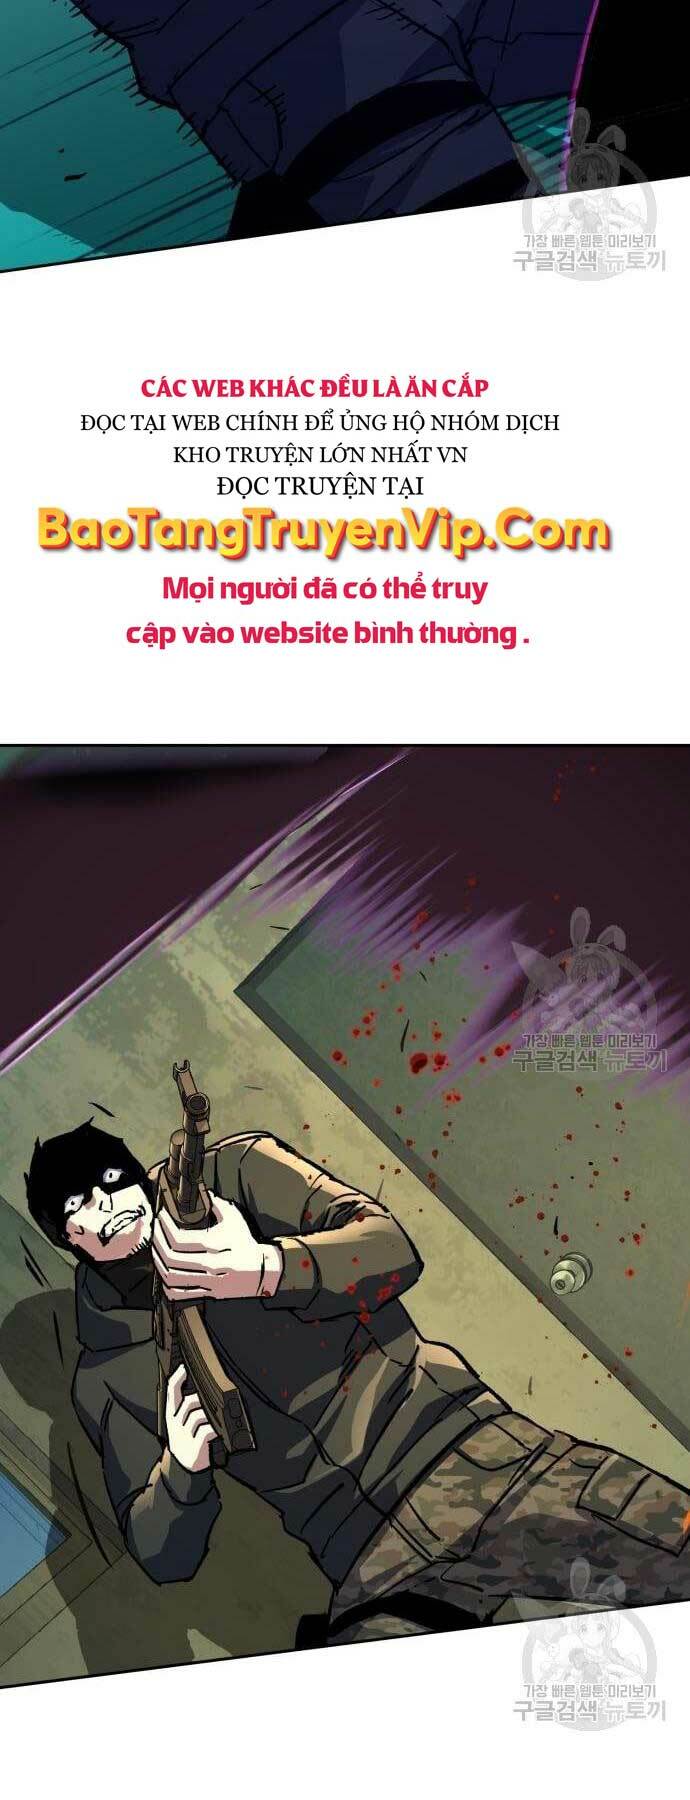 가장 빠른 웹툰 미리보기
구글검색 뉴토끼
CÁC WEB KHÁC ĐỀU LÀ ĂN CẮP
ĐỌC TẠI WEB CHÍNH ĐỂ ỦNG HỘ NHÓM DỊCH
KHO TRUYỆN LỚN NHẤT VN
ĐỌC TRUYỆN TẠI
BaoTangTruyenVip.Com
Mọi người đã có thể truy
cập vào website bình thường.
가장 빠른 웹툰 미리보기
구글검색 뉴토끼
가장 빠른 웹툰 미리보기
구글검색 뉴토끼